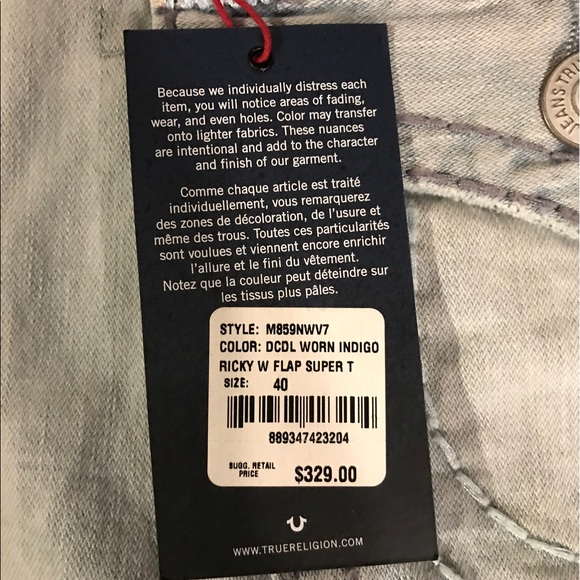 Because we individually distress each
item, you will notice areas of fading,
wear, and even holes. Color may transfer
onto lighter fabrics. These nuances
are intentional and add to the character
and finish of our garment.
Comme chaque article est traité
individuellement, vous remarquerez
des zones de décoloration, de l'usure et
même des trous. Toutes ces particularités
sont voulues et viennent encore enrichir
l'allure et le fini du vêtement.
Notez que la couleur peut déteindre sur
les tissus plus pâles.
STYLE: M859NWV7
COLOR: DCDL WORN INDIGO
RICKY W FLAP SUPER T
SIZE: 40
889347423204
SUGG. RETAIL
PRICE $329.00
WWW.TRUERELIGION.COM
JEANS·TRU